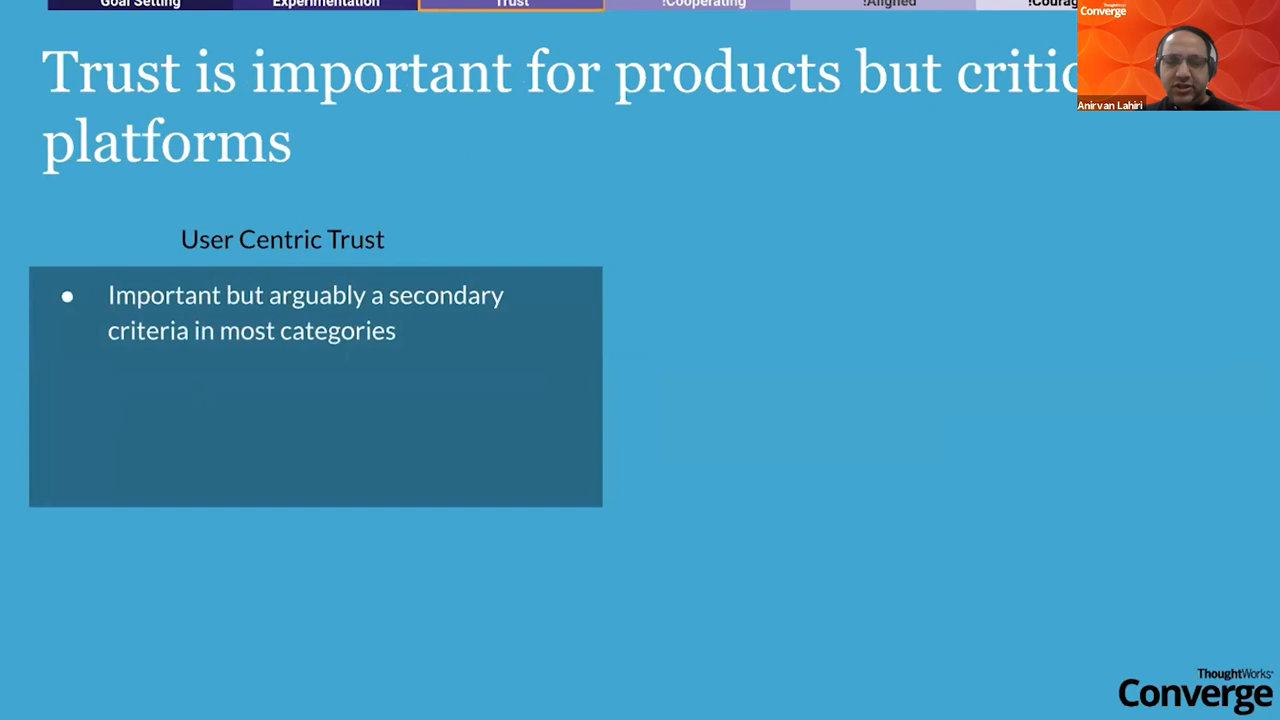 Goal Setting Experimentation Trust !Cooperating !Aligned
ThoughtWorks
Converge
Anirvan Lahiri
Trust is important for products but
platforms
User Centric Trust
● Important but arguably a secondary
criteria in most categories
ThoughtWorks
Converge